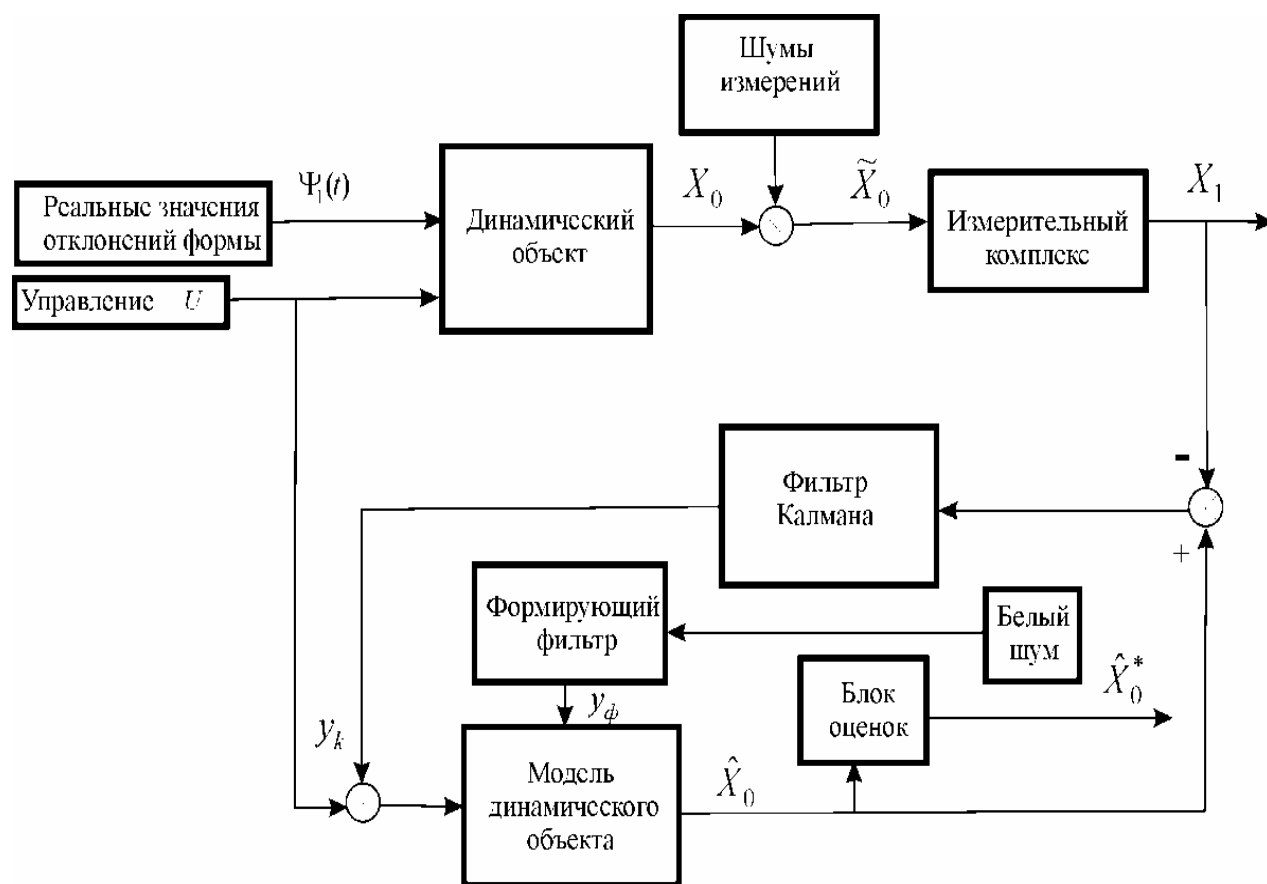 Шумы
измерений
Ψ₁(t)
X₀
X̃₀
X₁
Реальные значения
отклонений формы
Динамический
объект
Измерительный
комплекс
Управление U
-
Фильтр
Калмана
+
Формирующий
фильтр
Белый
шум
Блок
оценок
X̂₀*
yф
yk
Модель
динамического
объекта
X̂₀